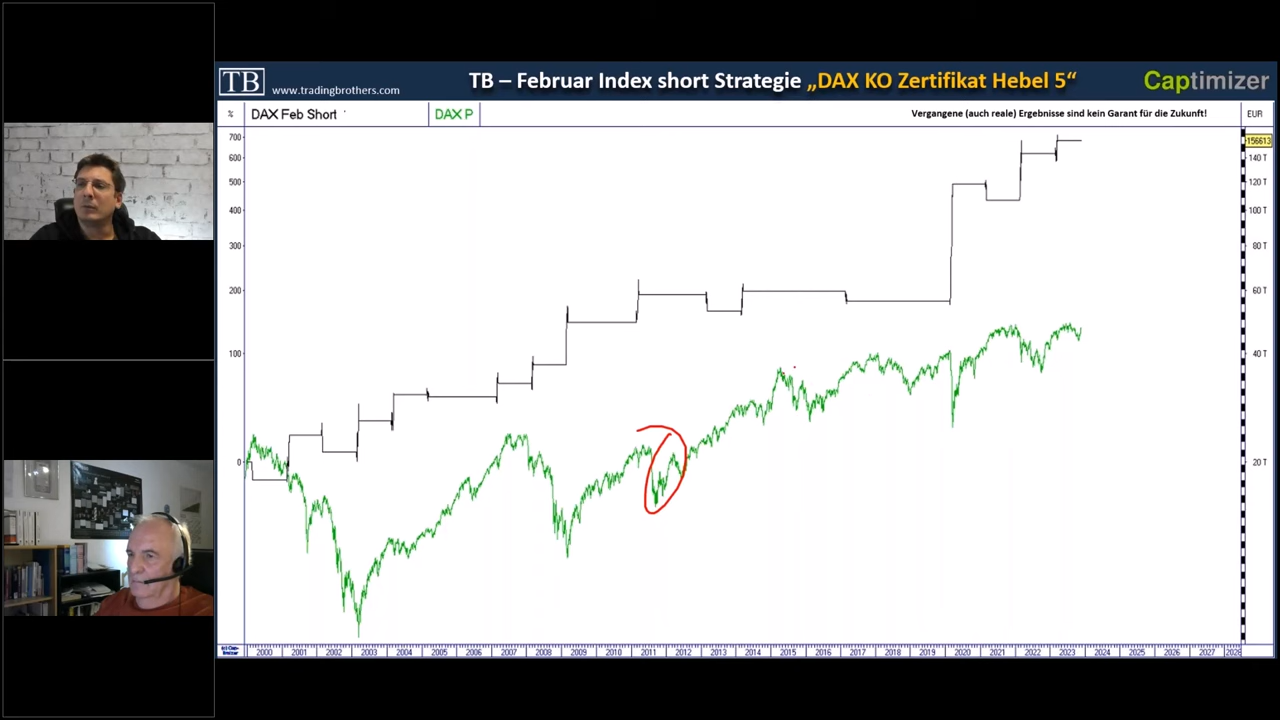 TB
www.tradingbrothers.com
TB – Februar Index short Strategie „DAX KO Zertifikat Hebel 5“
Captimizer
% DAX Feb Short DAX P Vergangene (auch reale) Ergebnisse sind kein Garant für die Zukunft! EUR
700
156613
600
140 T
500
120 T
400
100 T
300
80 T
200
60 T
100
40 T
0
20 T
2000 2001 2002 2003 2004 2005 2006 2007 2008 2009 2010 2011 2012 2013 2014 2015 2016 2017 2018 2019 2020 2021 2022 2023 2024 2025 2026 2027 2028